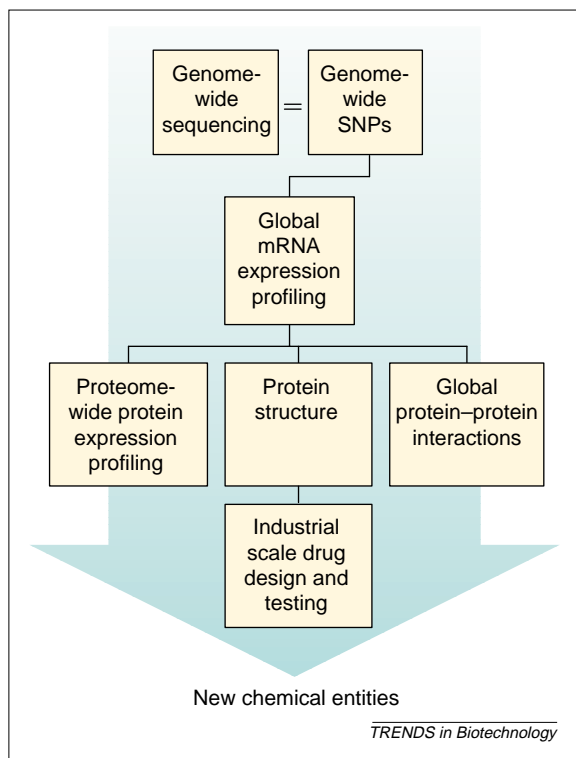 Genome-
wide
sequencing
=
Genome-
wide
SNPs
Global
mRNA
expression
profiling
Proteome-
wide protein
expression
profiling
Protein
structure
Global
protein–protein
interactions
Industrial
scale drug
design and
testing
New chemical entities
TRENDS in Biotechnology